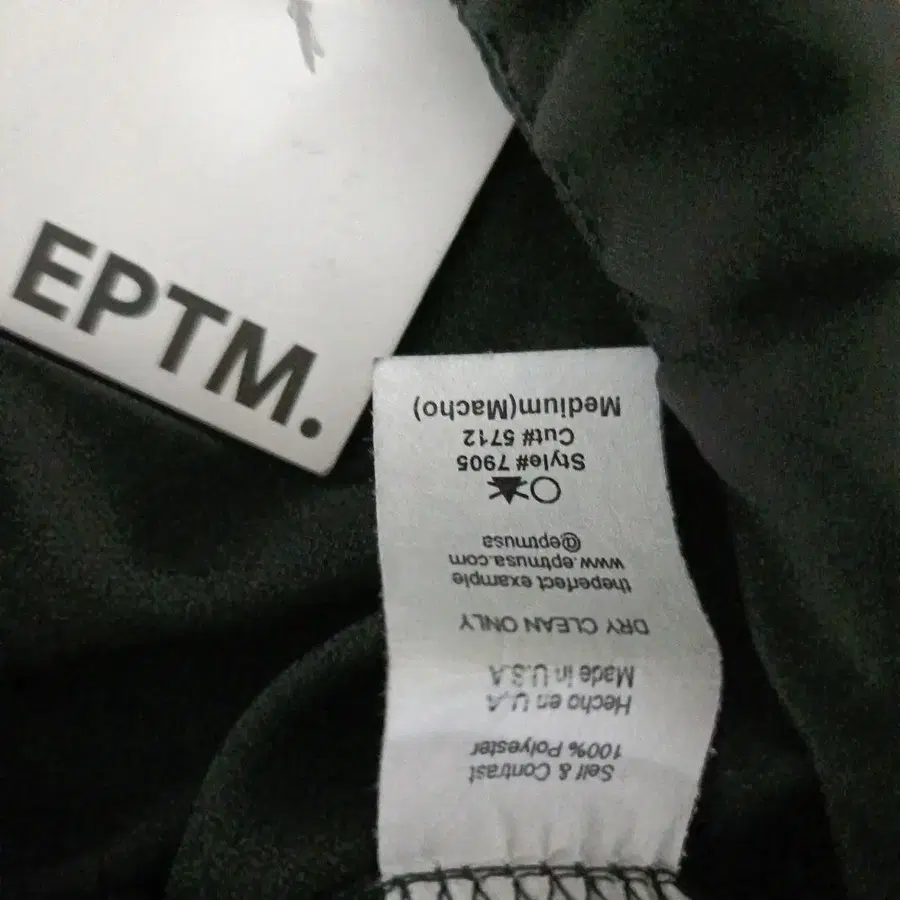 EPTM.
Self & Contrast
100% Polyester
Hecho en U.A
Made in U.S.A
DRY CLEAN ONLY
theperfect example
www.eptmusa.com
@eptmusa
Style# 7905
Cut# 5712
Medium(Macho)